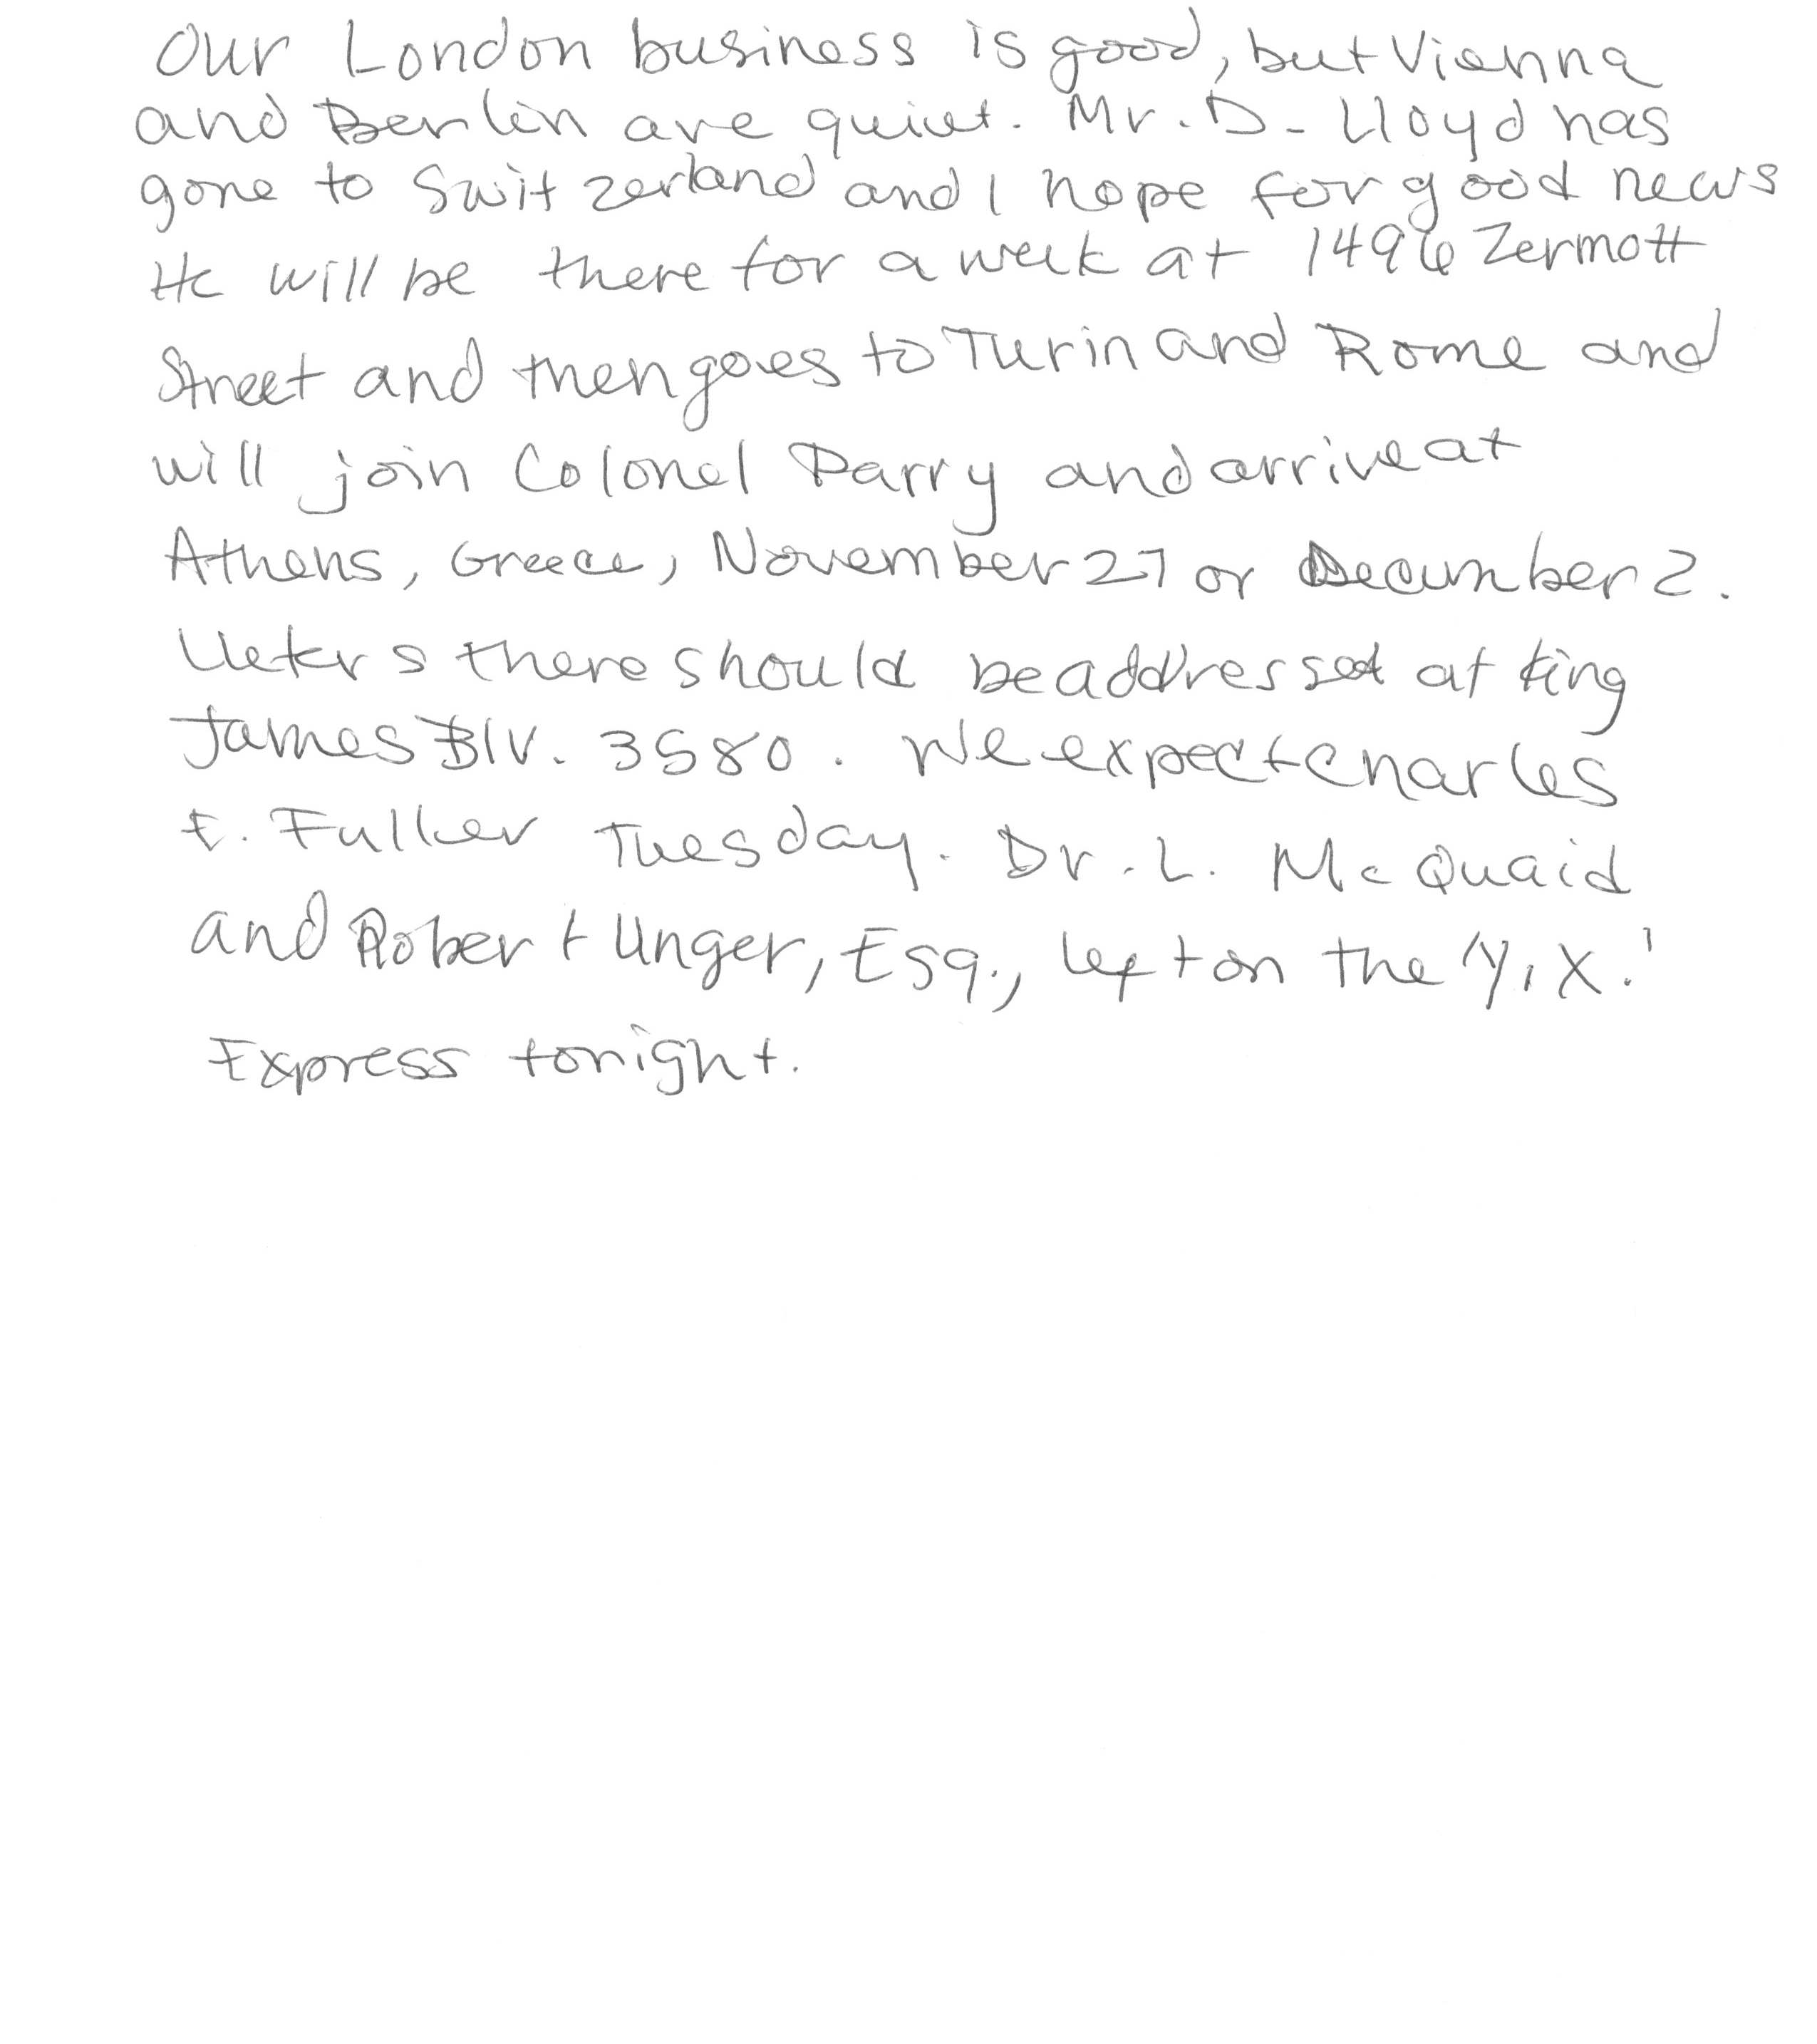 Our London business is good, but Vienna
and Berlin are quiet. Mr. D. Lloyd has
gone to Switzerland and I hope for good news
He will be there for a week at 1496 Zermott
Street and then goes to Turin and Rome and
will join Colonel Parry and arrive at
Athens, Greece, November 27 or December 2.
Lleters there should be addressed at King
James Blv. 3580. We expect Charles
E. Fuller Tuesday. Dr. L. McQuaid
and Robert Unger, Esq., left on the "Y.X."
Express tonight.